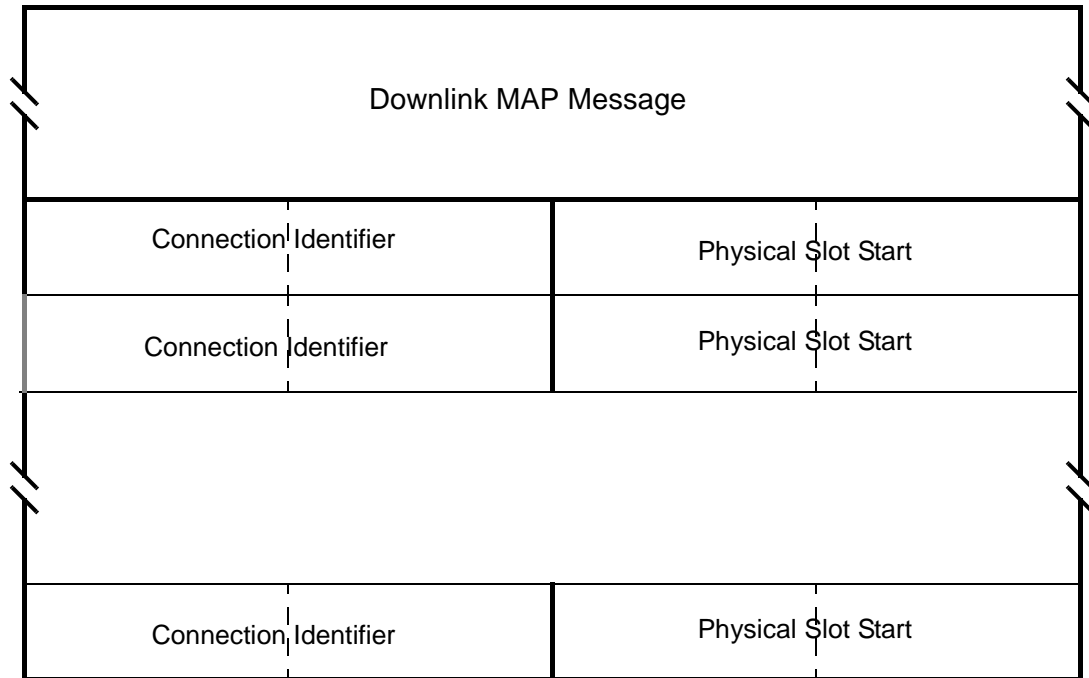 Downlink MAP Message
Connection Identifier
Physical Slot Start
Connection Identifier
Physical Slot Start
Connection Identifier
Physical Slot Start